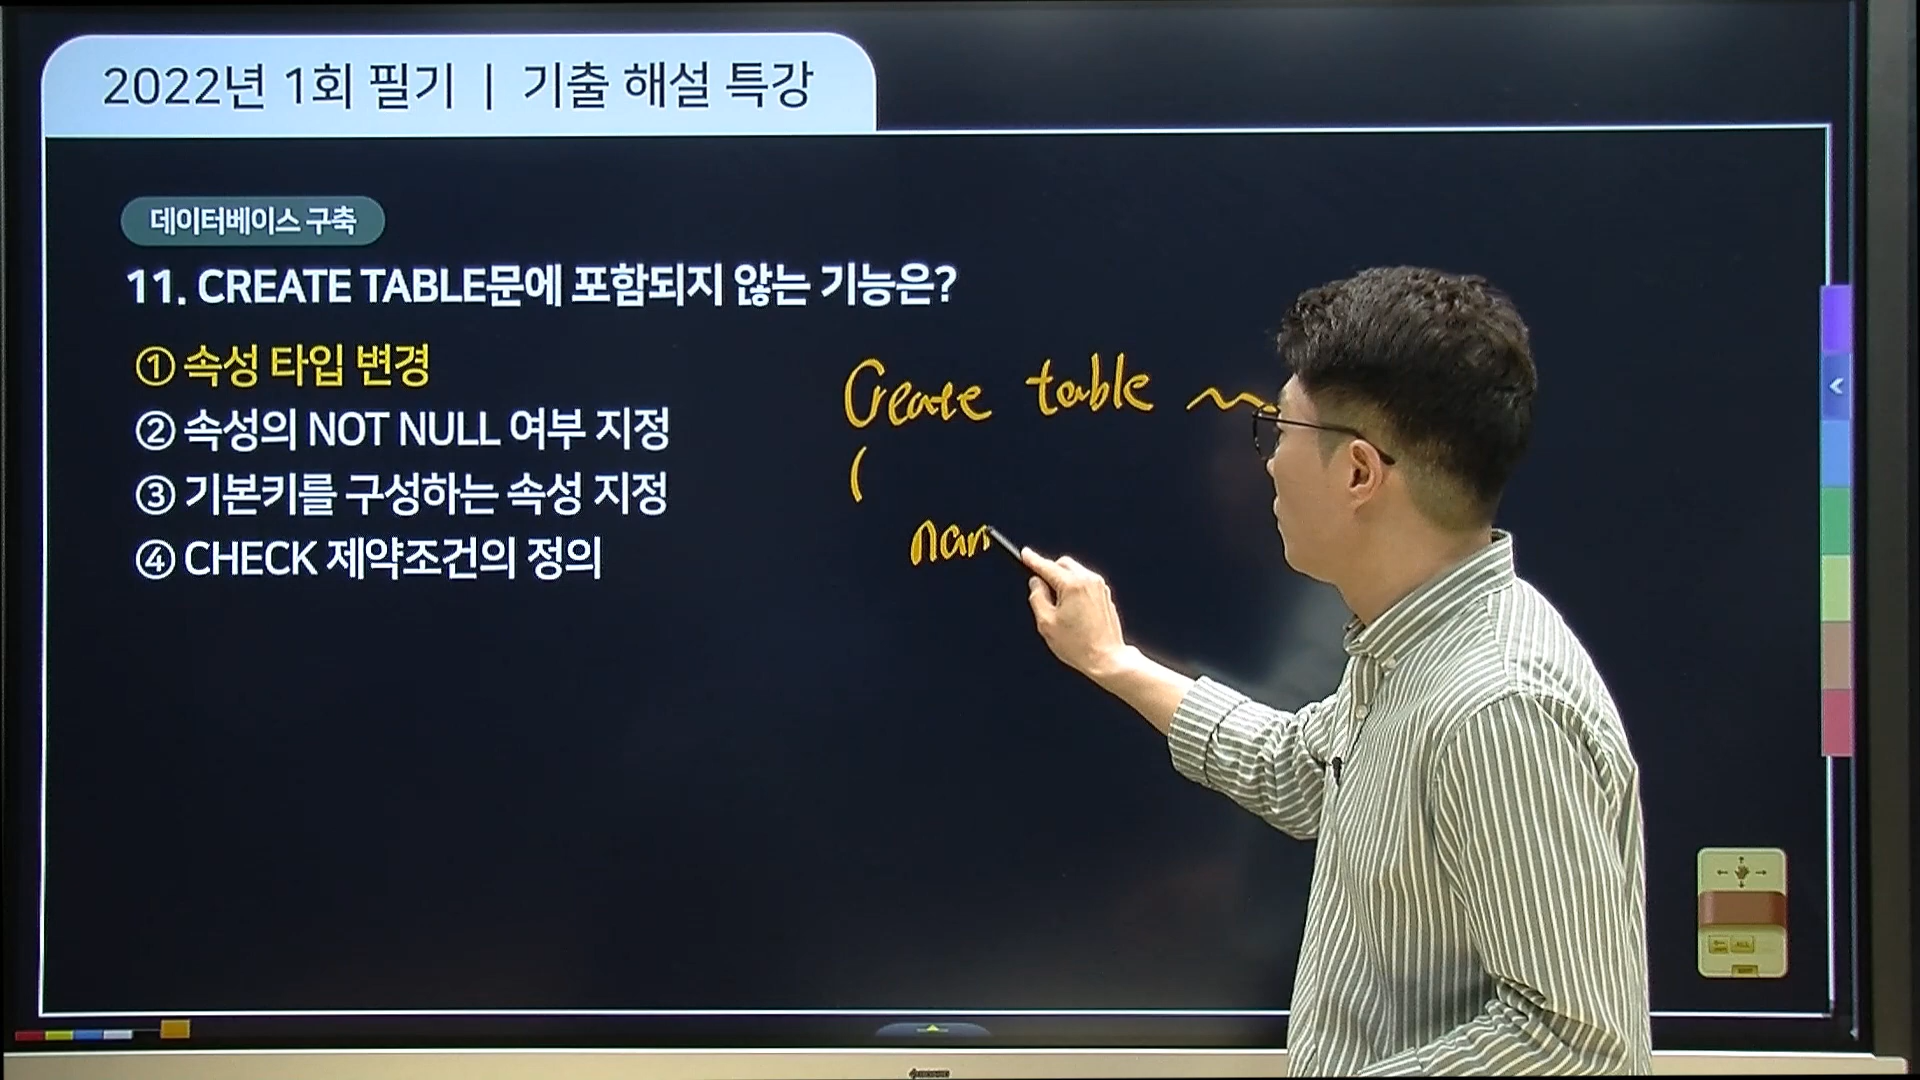 2022년 1회 필기 | 기출 해설 특강
데이터베이스 구축
11. CREATE TABLE문에 포함되지 않는 기능은?
① 속성 타입 변경
② 속성의 NOT NULL 여부 지정
③ 기본키를 구성하는 속성 지정
④ CHECK 제약조건의 정의
Create table ~
(
nam